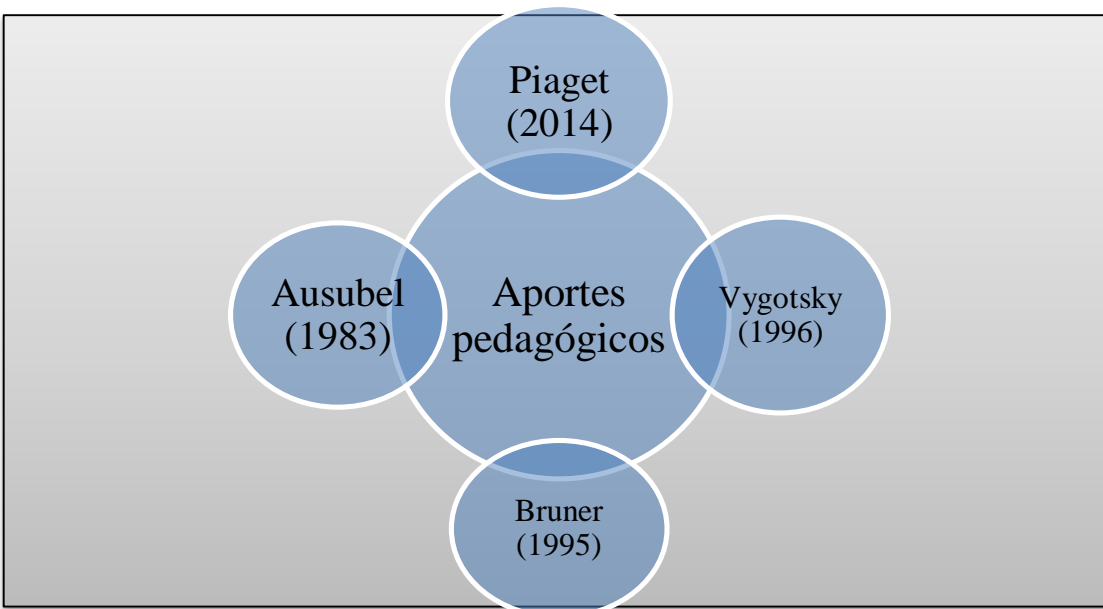 Piaget
(2014)
Ausubel
(1983)
Aportes
pedagógicos
Vygotsky
(1996)
Bruner
(1995)